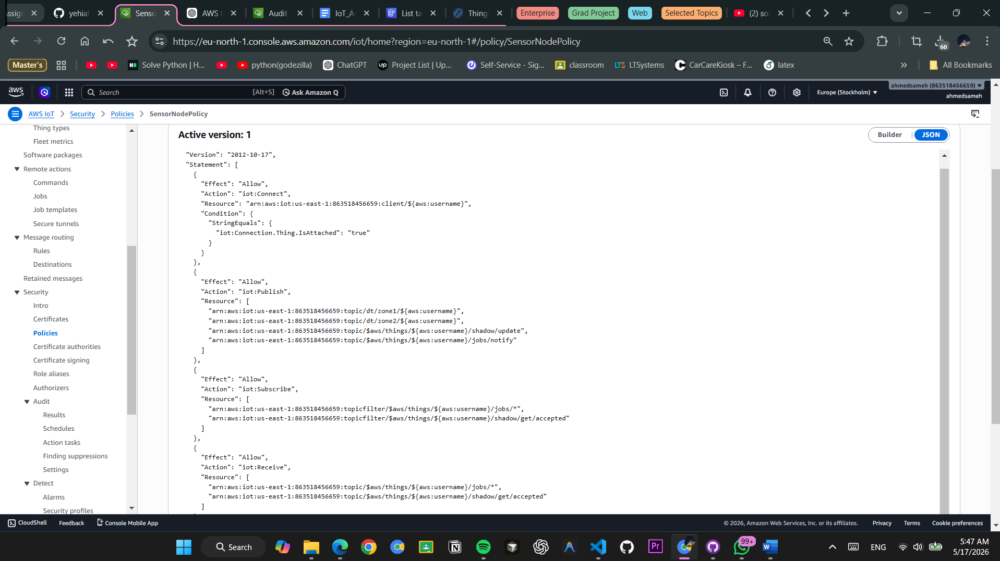 Assign
yehiah
Senso
AWS I
Audit
IoT_As
List ta
Thing
Enterprise
Grad Project
Web
Selected Topics
(2) sof
https://eu-north-1.console.aws.amazon.com/iot/home?region=eu-north-1#/policy/SensorNodePolicy
60
Master's
Solve Python | H...
python(godezilla)
ChatGPT
Project List | Up...
Self-Service - Sig...
classroom
LTSystems
CarCareKiosk – F...
latex
All Bookmarks
aws
Search
[Alt+S]
Ask Amazon Q
Europe (Stockholm)
ahmedsameh (863518456659)
ahmedsameh
AWS IoT
Security
Policies
SensorNodePolicy
Thing types
Fleet metrics
Software packages
Remote actions
Commands
Jobs
Job templates
Secure tunnels
Message routing
Rules
Destinations
Retained messages
Security
Intro
Certificates
Policies
Certificate authorities
Certificate signing
Role aliases
Authorizers
Audit
Results
Schedules
Action tasks
Finding suppressions
Settings
Detect
Alarms
Security profiles
Active version: 1
Builder
JSON
"Version": "2012-10-17",
"Statement": [
{
"Effect": "Allow",
"Action": "iot:Connect",
"Resource": "arn:aws:iot:us-east-1:863518456659:client/${aws:username}",
"Condition": {
"StringEquals": {
"iot:Connection.Thing.IsAttached": "true"
}
}
},
{
"Effect": "Allow",
"Action": "iot:Publish",
"Resource": [
"arn:aws:iot:us-east-1:863518456659:topic/dt/zone1/${aws:username}",
"arn:aws:iot:us-east-1:863518456659:topic/dt/zone2/${aws:username}",
"arn:aws:iot:us-east-1:863518456659:topic/$aws/things/${aws:username}/shadow/update",
"arn:aws:iot:us-east-1:863518456659:topic/$aws/things/${aws:username}/jobs/notify"
]
},
{
"Effect": "Allow",
"Action": "iot:Subscribe",
"Resource": [
"arn:aws:iot:us-east-1:863518456659:topicfilter/$aws/things/${aws:username}/jobs/*",
"arn:aws:iot:us-east-1:863518456659:topicfilter/$aws/things/${aws:username}/shadow/get/accepted"
]
},
{
"Effect": "Allow",
"Action": "iot:Receive",
"Resource": [
"arn:aws:iot:us-east-1:863518456659:topic/$aws/things/${aws:username}/jobs/*",
"arn:aws:iot:us-east-1:863518456659:topic/$aws/things/${aws:username}/shadow/get/accepted"
]
CloudShell
Feedback
Console Mobile App
© 2026, Amazon Web Services, Inc. or its affiliates.
Privacy
Terms
Cookie preferences
Search
99+
ENG
5:47 AM
5/17/2026